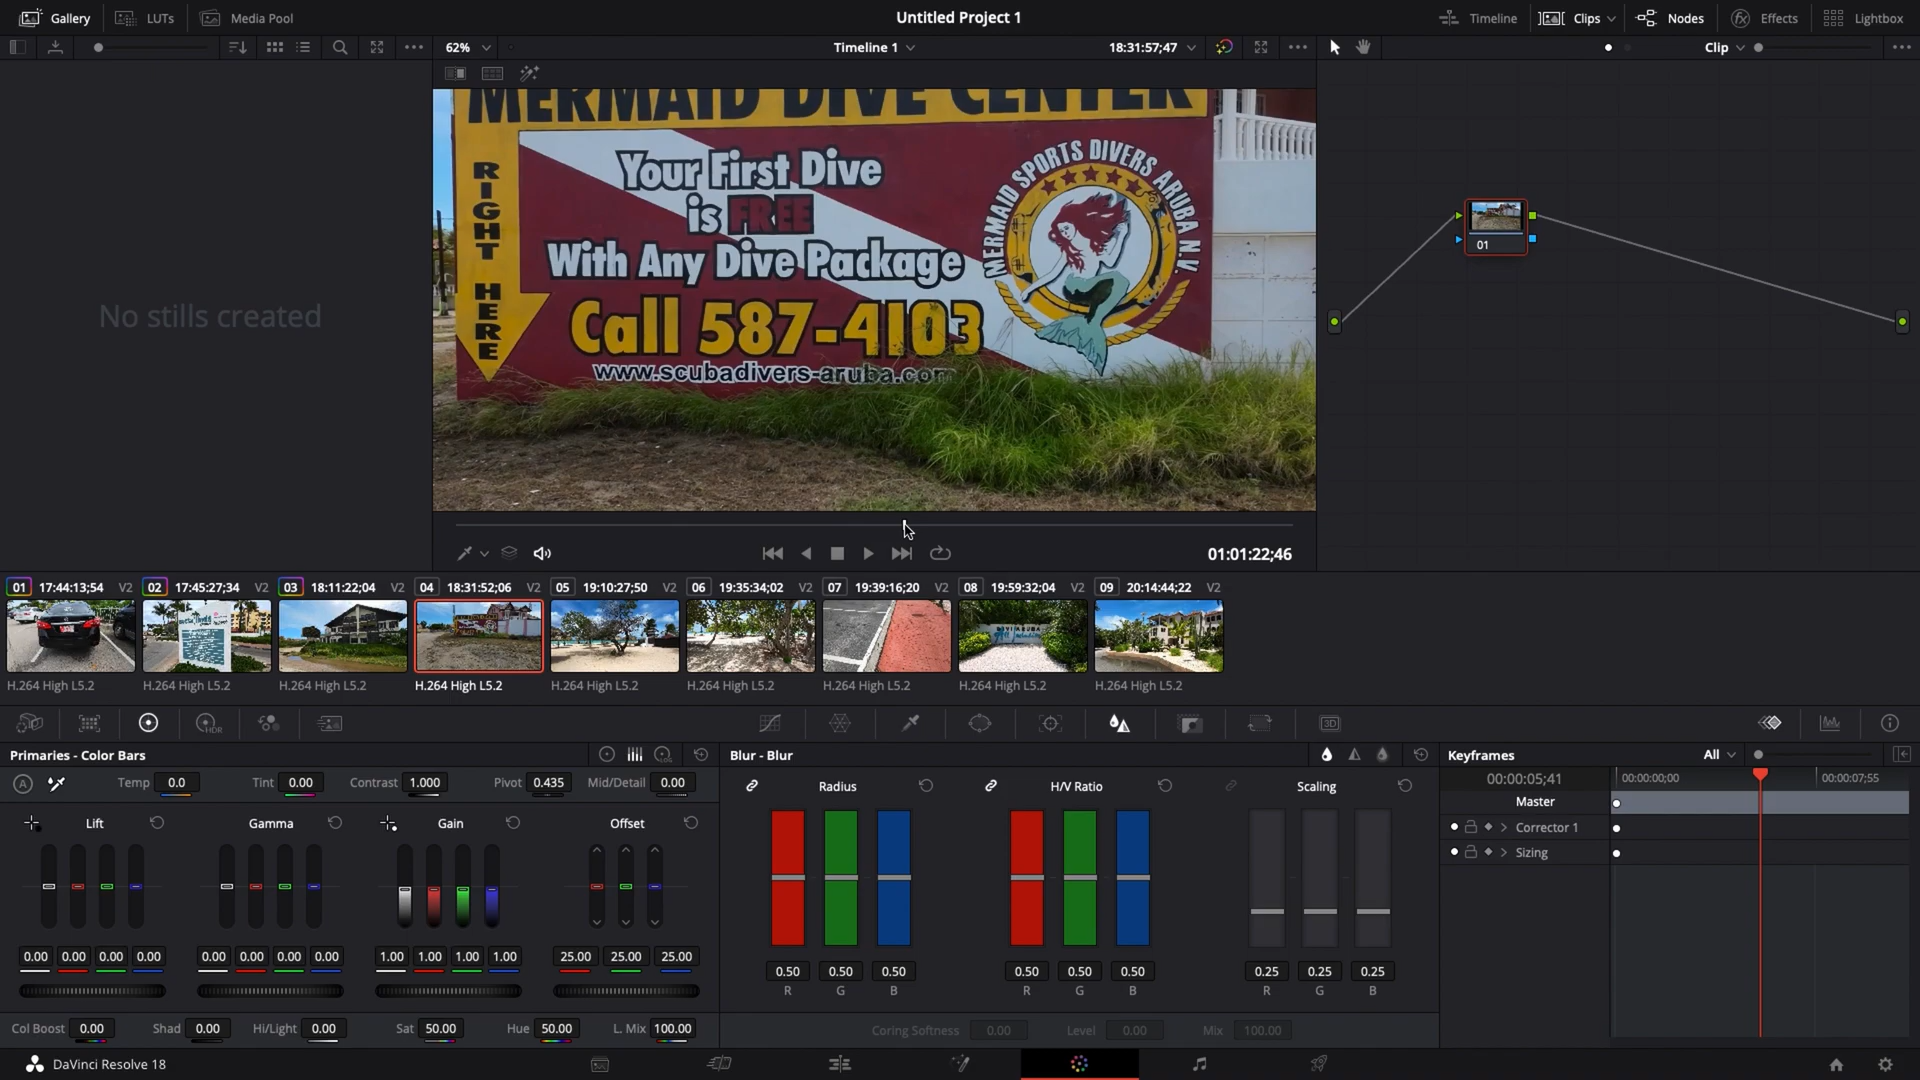 Gallery
LUTs
Media Pool
Untitled Project 1
Timeline
Clips
Nodes
Effects
Lightbox
62%
Timeline 1
18:31:57;47
Clip
MERMAID DIVE CENTER
RIGHT HERE
Your First Dive
is FREE
With Any Dive Package
Call 587-4103
www.scubadivers-aruba.com
MERMAID SPORTS DIVERS ARUBA N.V.
No stills created
01
01:01:22;46
01 17:44:13;54 V2
02 17:45:27;34 V2
03 18:11:22;04 V2
04 18:31:52;06 V2
05 19:10:27;50 V2
06 19:35:34;02 V2
07 19:39:16;20 V2
08 19:59:32;04 V2
09 20:14:44;22 V2
H.264 High L5.2
H.264 High L5.2
H.264 High L5.2
H.264 High L5.2
H.264 High L5.2
H.264 High L5.2
H.264 High L5.2
H.264 High L5.2
H.264 High L5.2
HDR
3D
Primaries - Color Bars
LOG
A
Temp 0.0
Tint 0.00
Contrast 1.000
Pivot 0.435
Mid/Detail 0.00
Lift
Gamma
Gain
Offset
0.00 0.00 0.00 0.00
0.00 0.00 0.00 0.00
1.00 1.00 1.00 1.00
25.00 25.00 25.00
Col Boost 0.00
Shad 0.00
Hi/Light 0.00
Sat 50.00
Hue 50.00
L. Mix 100.00
Blur - Blur
Radius
H/V Ratio
Scaling
0.50 0.50 0.50
R G B
0.50 0.50 0.50
R G B
0.25 0.25 0.25
R G B
Coring Softness 0.00
Level 0.00
Mix 100.00
Keyframes
All
00:00:05;41
00:00:00;00
00:00:07;55
Master
Corrector 1
Sizing
DaVinci Resolve 18